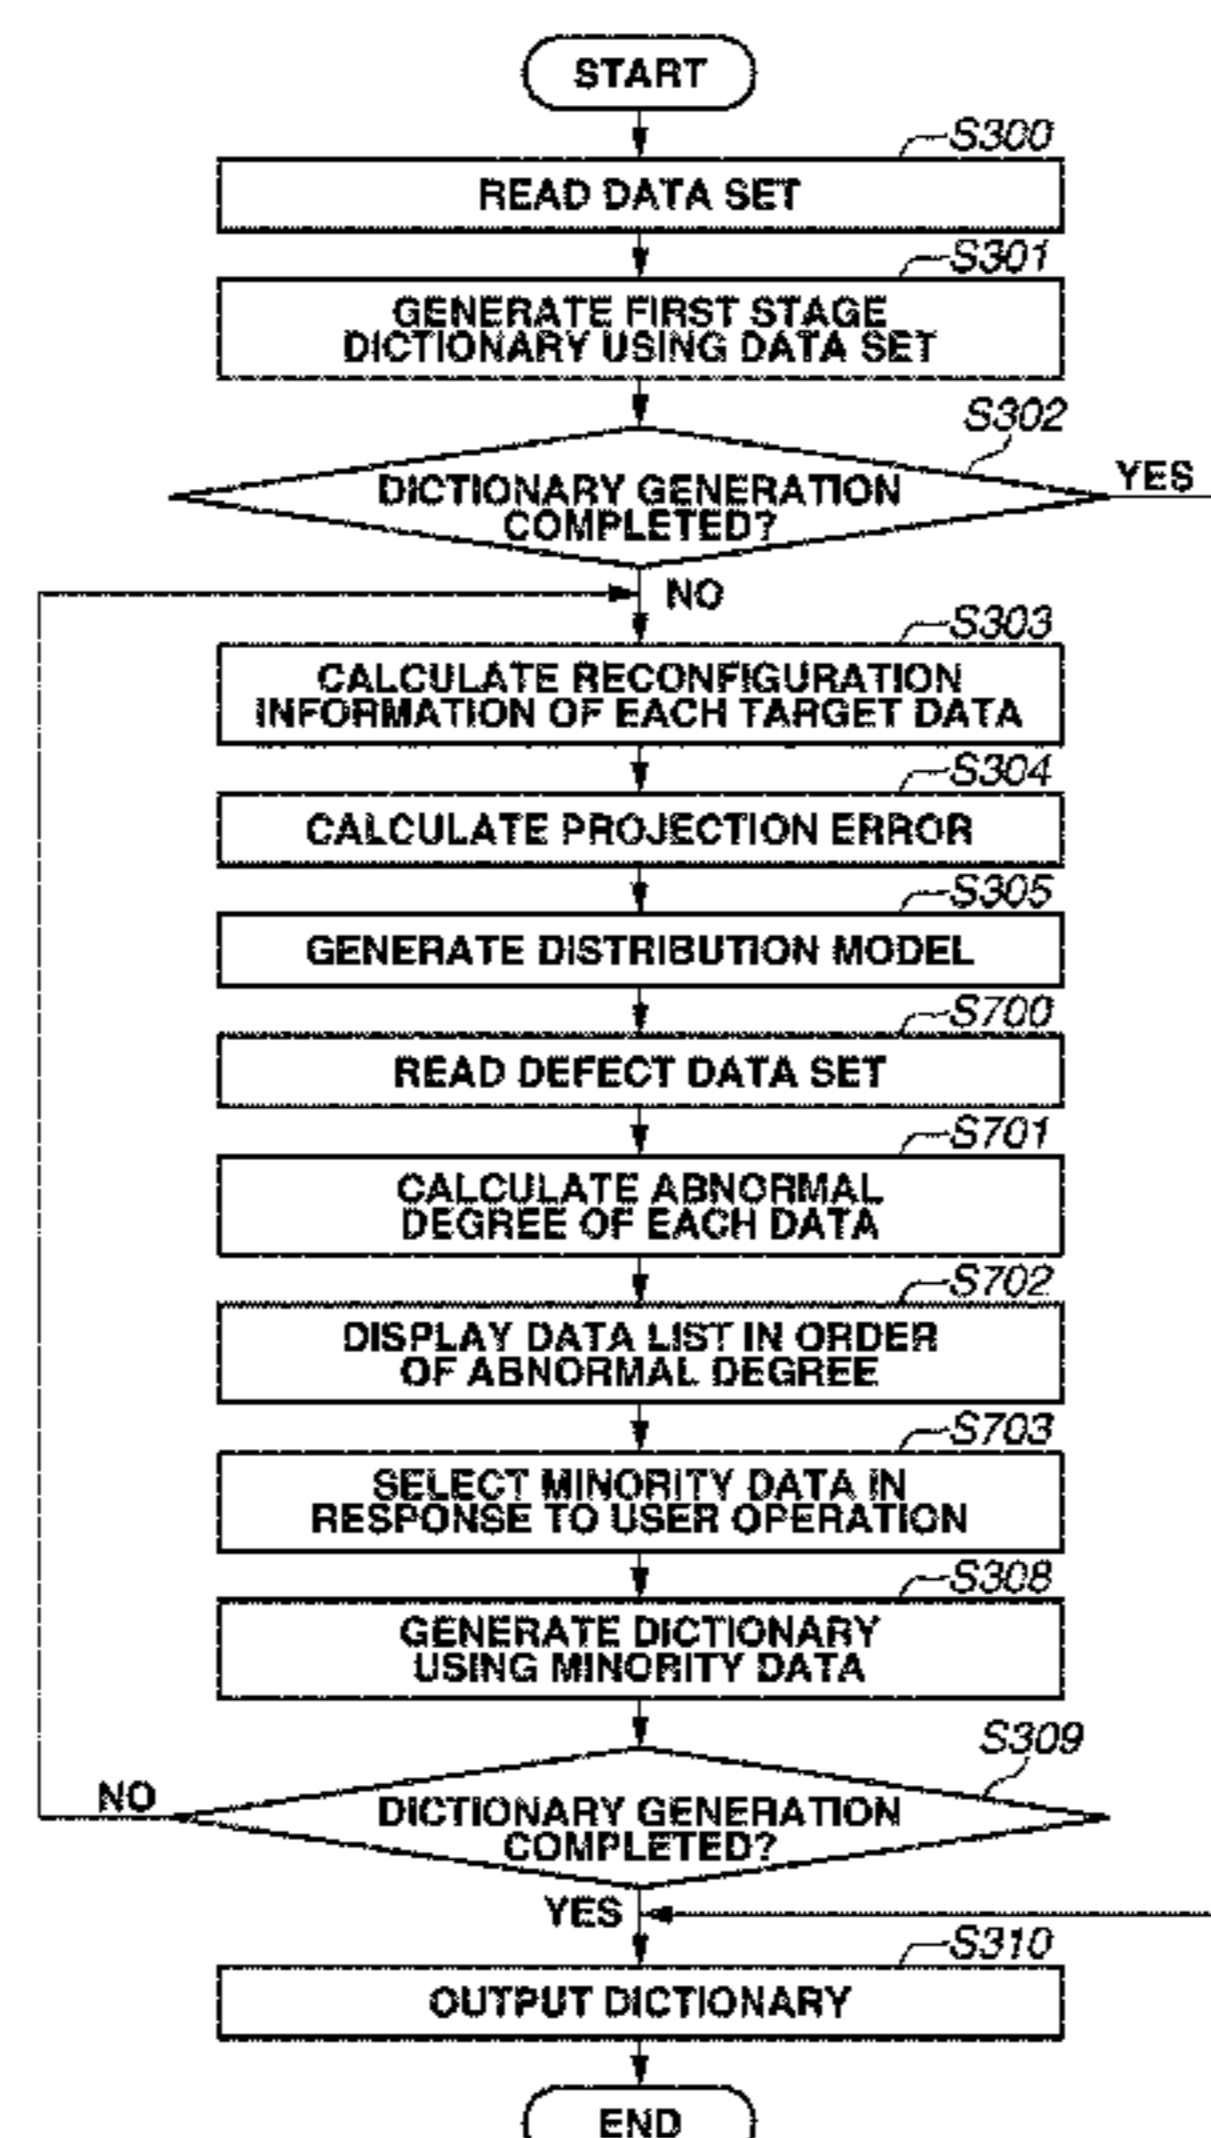 START
S300
READ DATA SET
S301
GENERATE FIRST STAGE
DICTIONARY USING DATA SET
S302
DICTIONARY GENERATION
COMPLETED?
YES
NO
S303
CALCULATE RECONFIGURATION
INFORMATION OF EACH TARGET DATA
S304
CALCULATE PROJECTION ERROR
S305
GENERATE DISTRIBUTION MODEL
S700
READ DEFECT DATA SET
S701
CALCULATE ABNORMAL
DEGREE OF EACH DATA
S702
DISPLAY DATA LIST IN ORDER
OF ABNORMAL DEGREE
S703
SELECT MINORITY DATA IN
RESPONSE TO USER OPERATION
S308
GENERATE DICTIONARY
USING MINORITY DATA
S309
NO
DICTIONARY GENERATION
COMPLETED?
YES
S310
OUTPUT DICTIONARY
END